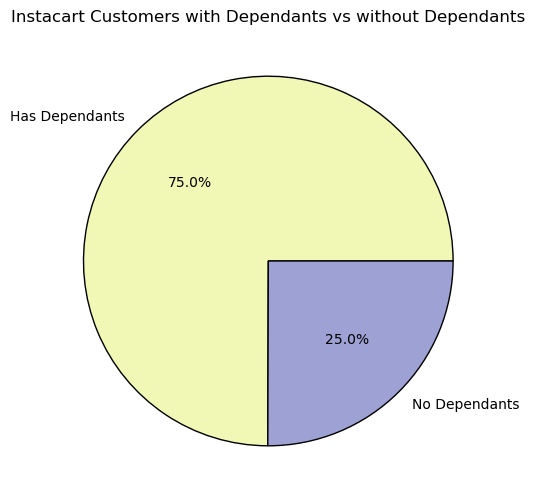 Instacart Customers with Dependants vs without Dependants
Has Dependants
75.0%
25.0%
No Dependants